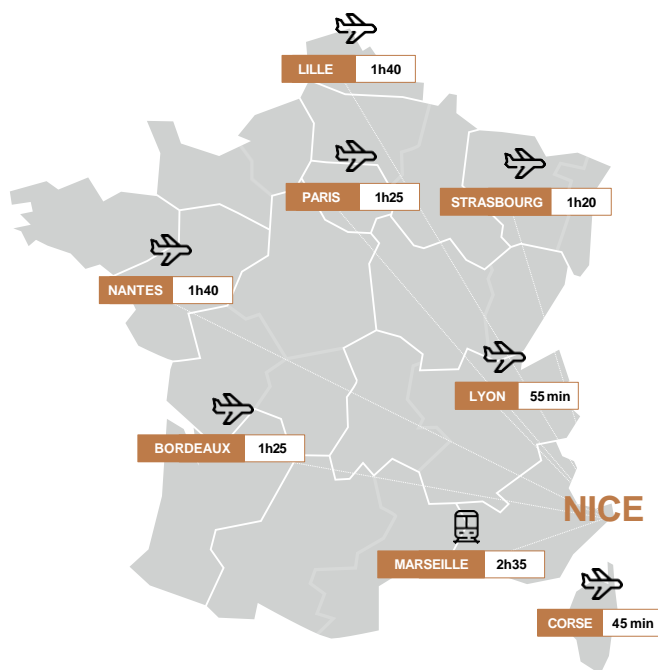 LILLE 1h40
PARIS 1h25
STRASBOURG 1h20
NANTES 1h40
LYON 55 min
BORDEAUX 1h25
NICE
MARSEILLE 2h35
CORSE 45 min